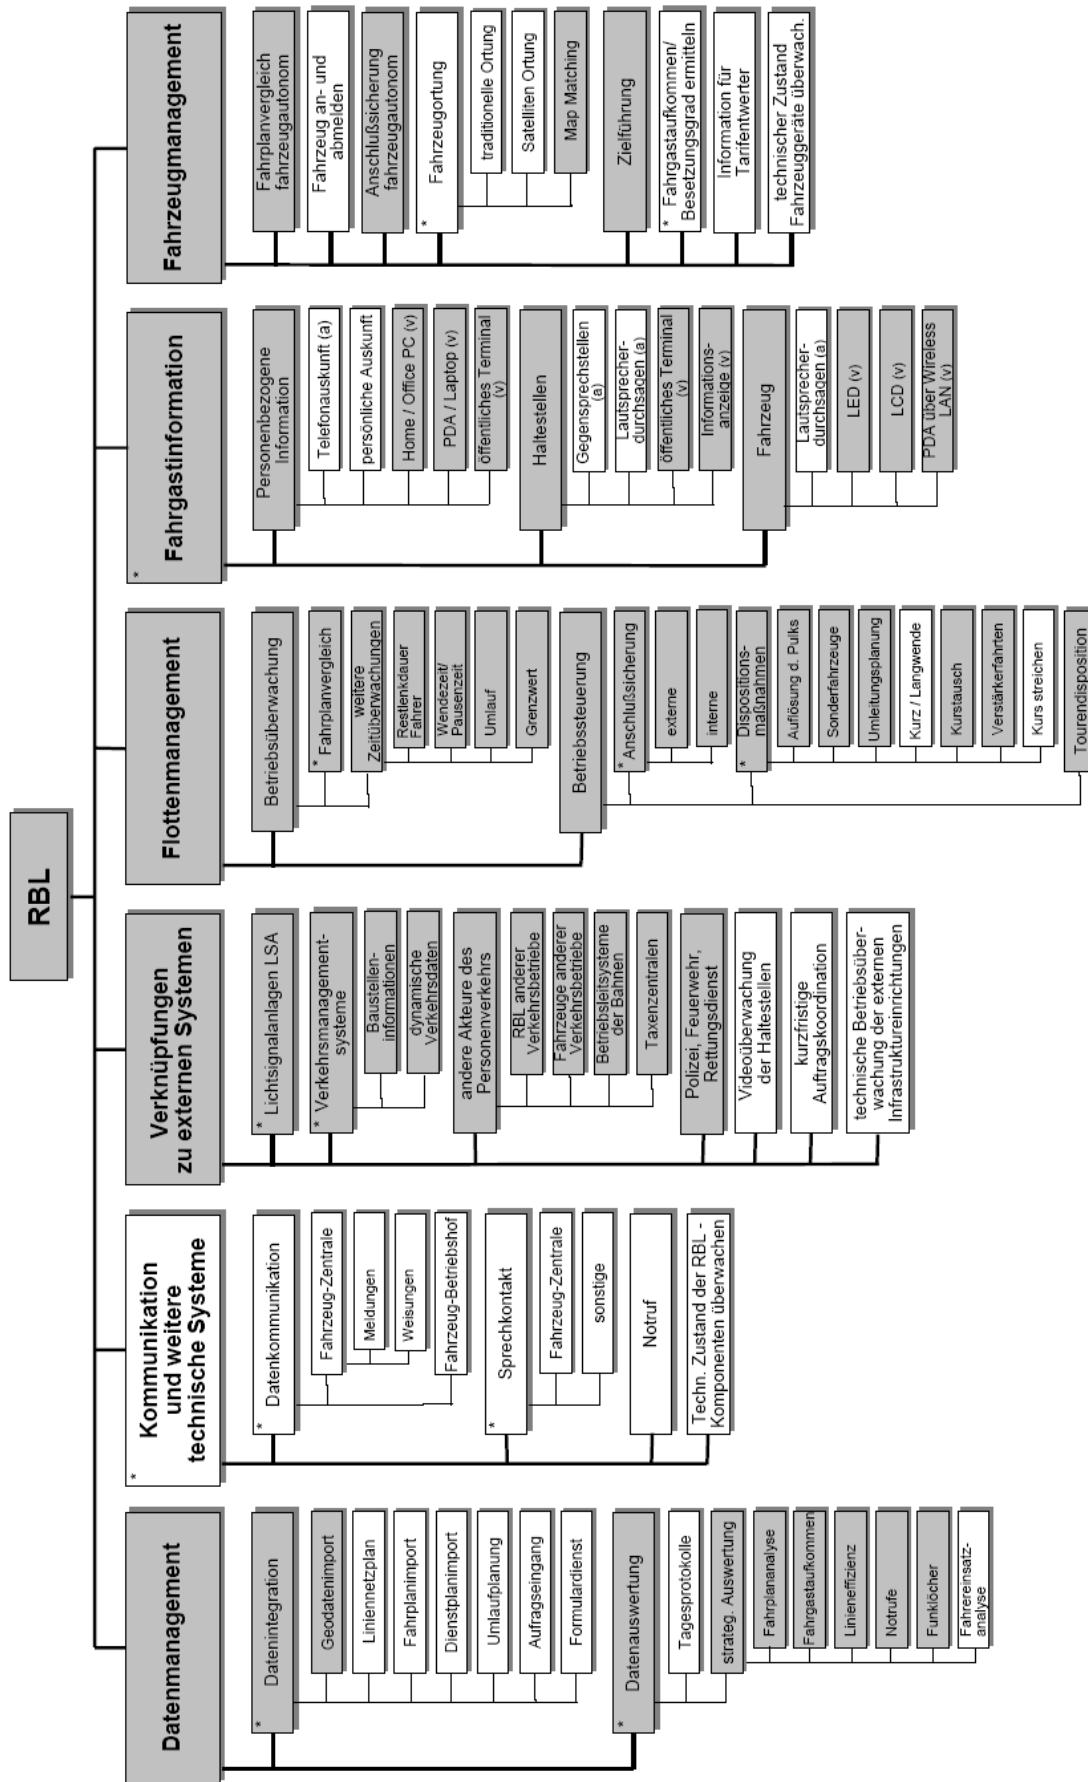 RBL
Datenmanagement
* Datenintegration
Geodatenimport
Liniennetzplan
Fahrplanimport
Dienstplanimport
Umlaufplanung
Auftragseingang
Formulardienst
* Datenauswertung
Tagesprotokolle
strateg. Auswertung
Fahrplananalyse
Fahrgastaufkommen
Linieneffizienz
Notrufe
Funklöcher
Fahrereinsatz-
analyse
* Kommunikation
und weitere
technische Systeme
* Datenkommunikation
Fahrzeug-Zentrale
Meldungen
Weisungen
Fahrzeug-Betriebshof
* Sprechkontakt
Fahrzeug-Zentrale
sonstige
Notruf
Techn. Zustand der RBL -
Komponenten überwachen
Verknüpfungen
zu externen Systemen
* Lichtsignalanlagen LSA
* Verkehrsmanagement-
systeme
Baustellen-
informationen
dynamische
Verkehrsdaten
andere Akteure des
Personenverkehrs
RBL anderer
Verkehrsbetriebe
Fahrzeuge anderer
Verkehrsbetriebe
Betriebsleitsysteme
der Bahnen
Taxenzentralen
Polizei, Feuerwehr,
Rettungsdienst
Videoüberwachung
der Haltestellen
kurzfristige
Auftragskoordination
technische Betriebsüber-
wachung der externen
Infrastruktureinrichtungen
Flottenmanagement
Betriebsüberwachung
* Fahrplanvergleich
weitere
Zeitüberwachungen
Restlenkdauer
Fahrer
Wendezeit/
Pausenzeit
Umlauf
Grenzwert
Betriebssteuerung
* Anschlußsicherung
externe
interne
* Dispositions-
maßnahmen
Auflösung d. Pulks
Sonderfahrzeuge
Umleitungsplanung
Kurz / Langwende
Kurstausch
Verstärkerfahrten
Kurs streichen
Tourendisposition
* Fahrgastinformation
Personenbezogene
Information
Telefonauskunft (a)
persönliche Auskunft
Home / Office PC (v)
PDA / Laptop (v)
öffentliches Terminal
(v)
Haltestellen
Gegensprechstellen
(a)
Lautsprecher-
durchsagen (a)
öffentliches Terminal
(v)
Informations-
anzeige (v)
Fahrzeug
Lautsprecher-
durchsagen (a)
LED (v)
LCD (v)
PDA über Wireless
LAN (v)
Fahrzeugmanagement
Fahrplanvergleich
fahrzeugautonom
Fahrzeug an- und
abmelden
Anschlußsicherung
fahrzeugautonom
* Fahrzeugortung
traditionelle Ortung
Satelliten Ortung
Map Matching
Zielführung
* Fahrgastaufkommen/
Besetzungsgrad ermitteln
Information für
Tarifentwerter
technischer Zustand
Fahrzeuggeräte überwach.